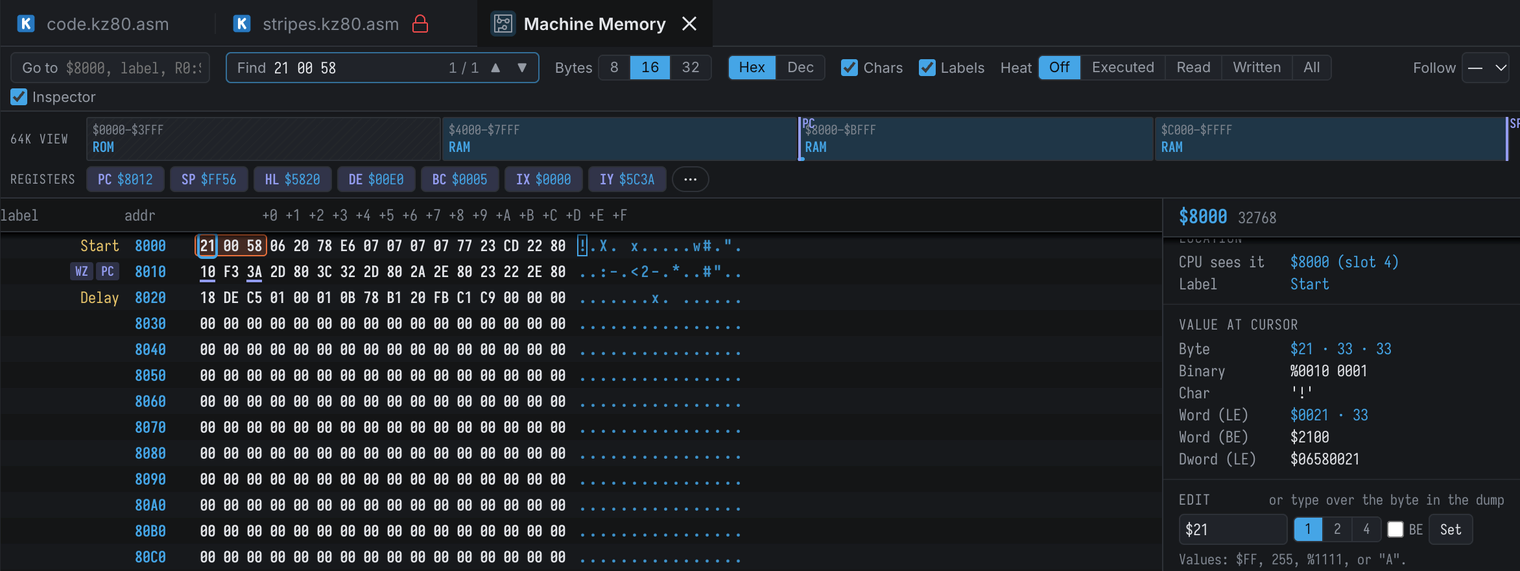 code.kz80.asm
stripes.kz80.asm
Machine Memory
Go to $8000, label, R0:
Find 21 00 58 1 / 1 ▲ ▼
Bytes 8 16 32
Hex Dec
Chars
Labels
Heat Off Executed Read Written All
Follow —
Inspector
64K VIEW
$0000–$3FFF
ROM
$4000–$7FFF
RAM
PC
$8000–$BFFF
RAM
$C000–$FFFF
RAM
REGISTERS PC $8012 SP $FF56 HL $5820 DE $00E0 BC $0005 IX $0000 IY $5C3A ···
label addr +0 +1 +2 +3 +4 +5 +6 +7 +8 +9 +A +B +C +D +E +F
Start 8000 21 00 58 06 20 78 E6 07 07 07 07 77 23 CD 22 80 !.X. x.....w#.".
WZ PC 8010 10 F3 3A 2D 80 3C 32 2D 80 2A 2E 80 23 22 2E 80 ..:-.<2-.*..#"..
Delay 8020 18 DE C5 01 00 01 0B 78 B1 20 FB C1 C9 00 00 00 .......x. ......
8030 00 00 00 00 00 00 00 00 00 00 00 00 00 00 00 00 ................
8040 00 00 00 00 00 00 00 00 00 00 00 00 00 00 00 00 ................
8050 00 00 00 00 00 00 00 00 00 00 00 00 00 00 00 00 ................
8060 00 00 00 00 00 00 00 00 00 00 00 00 00 00 00 00 ................
8070 00 00 00 00 00 00 00 00 00 00 00 00 00 00 00 00 ................
8080 00 00 00 00 00 00 00 00 00 00 00 00 00 00 00 00 ................
8090 00 00 00 00 00 00 00 00 00 00 00 00 00 00 00 00 ................
80A0 00 00 00 00 00 00 00 00 00 00 00 00 00 00 00 00 ................
80B0 00 00 00 00 00 00 00 00 00 00 00 00 00 00 00 00 ................
80C0 00 00 00 00 00 00 00 00 00 00 00 00 00 00 00 00 ................
$8000 32768
LOCATION
CPU sees it $8000 (slot 4)
Label Start
VALUE AT CURSOR
Byte $21 · 33 · 33
Binary %0010 0001
Char '!'
Word (LE) $0021 · 33
Word (BE) $2100
Dword (LE) $06580021
EDIT or type over the byte in the dump
$21 1 2 4 BE Set
Values: $FF, 255, %1111, or "A".